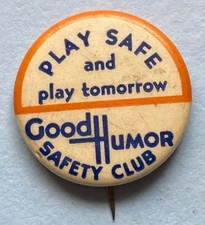 PLAY SAFE
and
play tomorrow
Good HUMOR
SAFETY CLUB